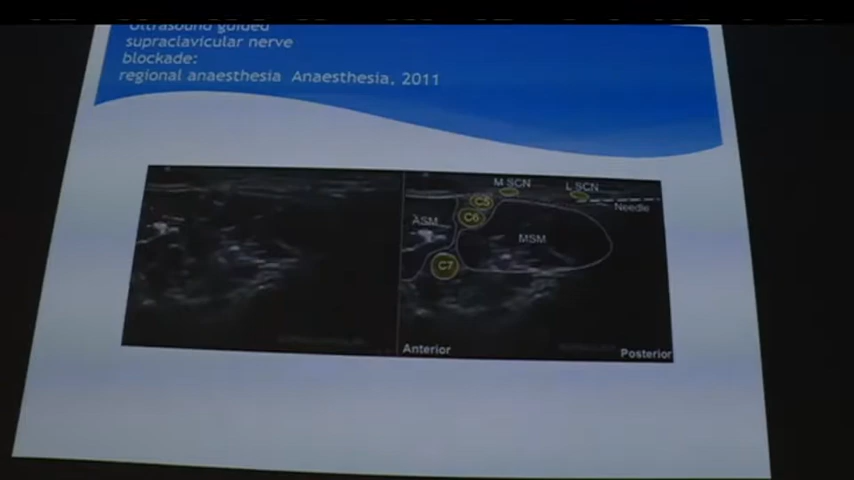 Ultrasound guided
supraclavicular nerve
blockade:
regional anaesthesia Anaesthesia, 2011
M SCN
L SCN
C5
Needle
C6
ASM
MSM
C7
Anterior
Posterior